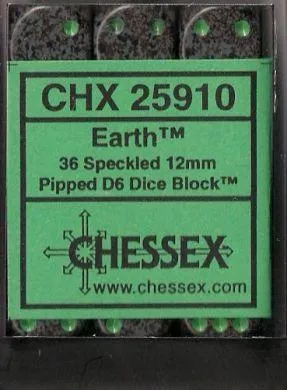 CHX 25910
Earth™
36 Speckled 12mm
Pipped D6 Dice Block™
CHESSEX
www.chessex.com